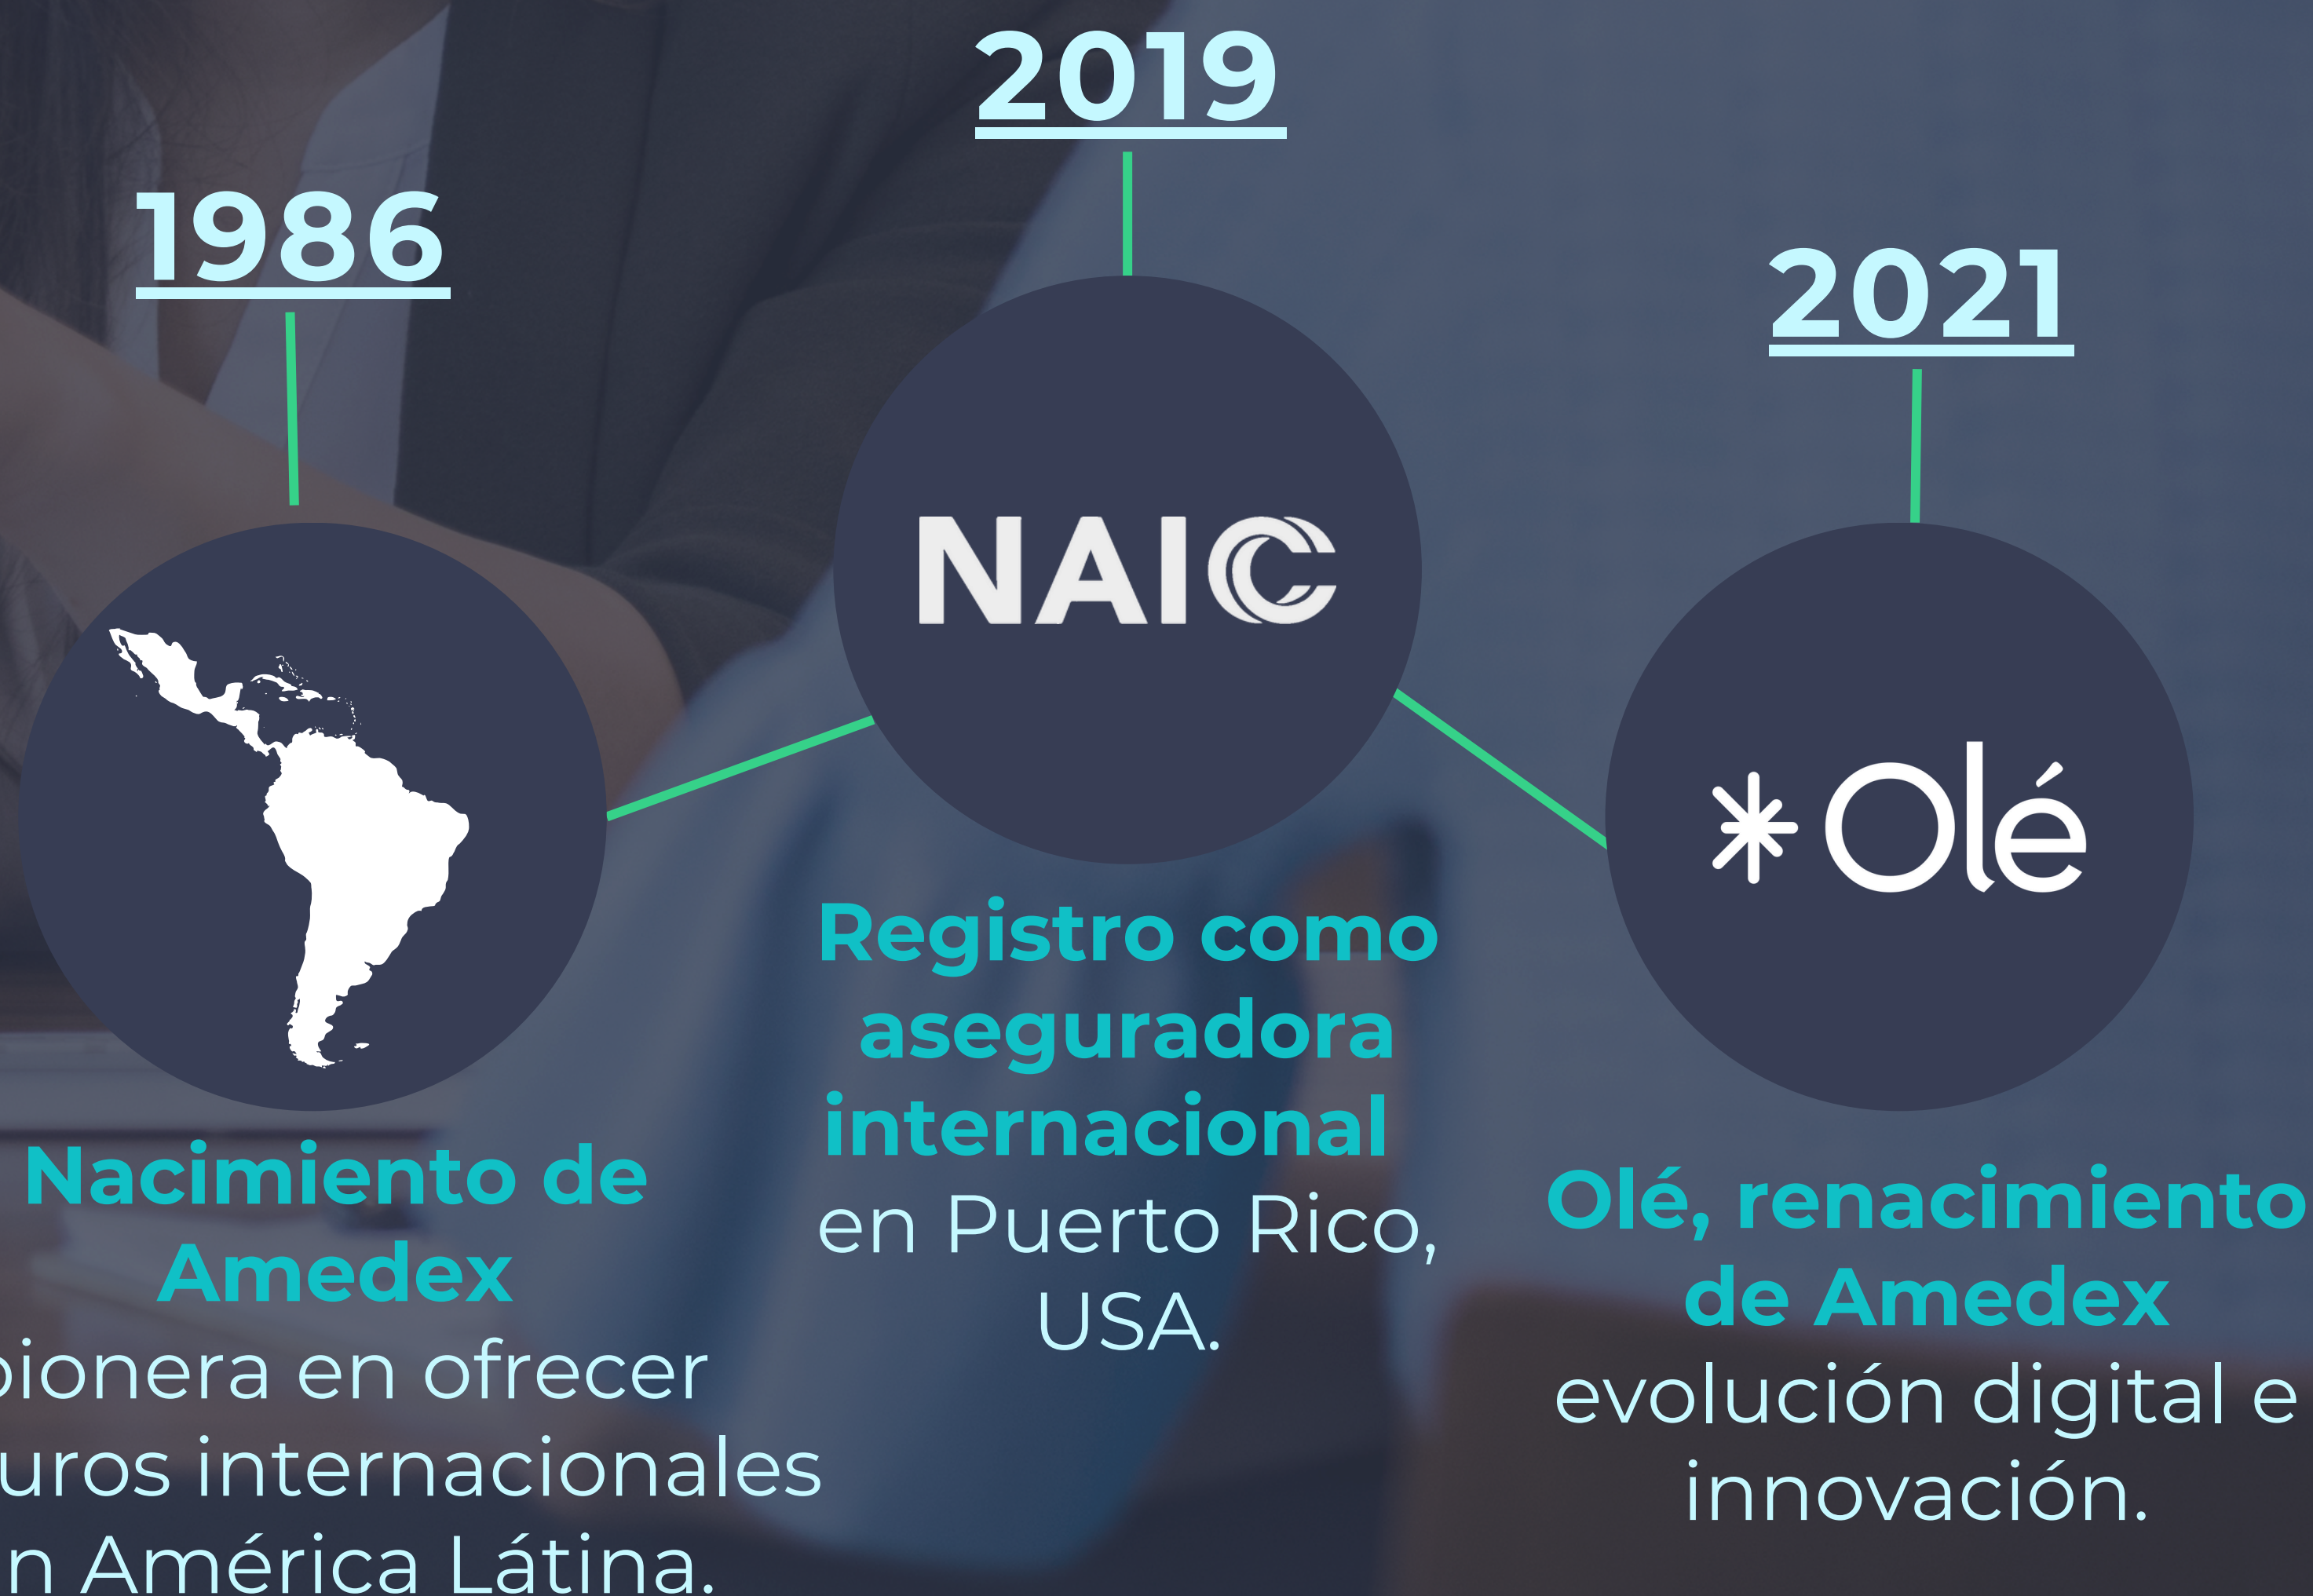 1986
Nacimiento de
Amedex
pionera en ofrecer
uros internacionales
n América Látina.
2019
NAIC
Registro como
aseguradora
internacional
en Puerto Rico,
USA.
2021
Olé
Olé, renacimiento
de Amedex
evolución digital e
innovación.